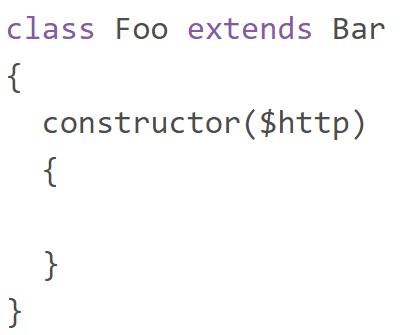 class Foo extends Bar
{
  constructor($http)
  {

  }
}